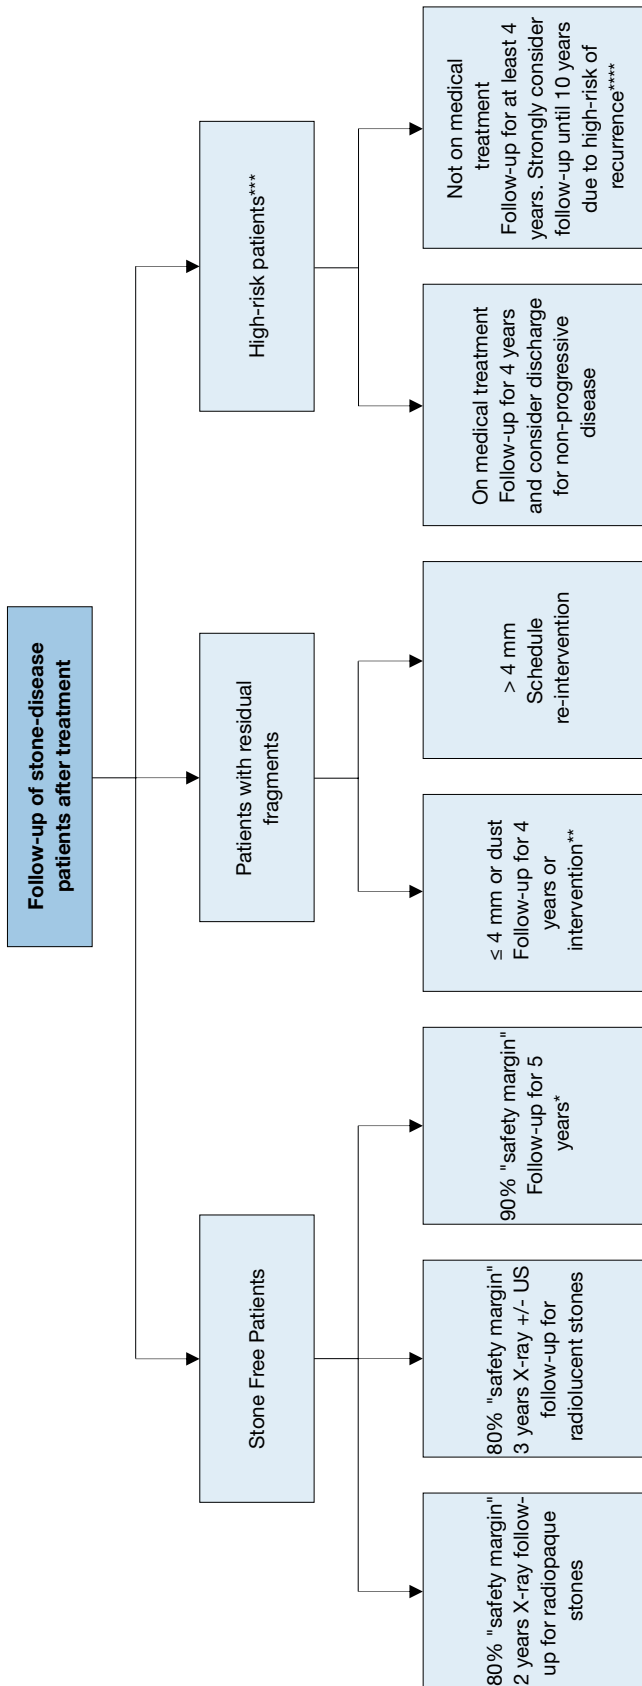 Follow-up of stone-disease
patients after treatment
Stone Free Patients
Patients with residual
fragments
High-risk patients***
80% "safety margin"
2 years X-ray follow-
up for radiopaque
stones
80% "safety margin"
3 years X-ray +/- US
follow-up for
radiolucent stones
90% "safety margin"
Follow-up for 5
years*
≤ 4 mm or dust
Follow-up for 4
years or
intervention**
> 4 mm
Schedule
re-intervention
On medical treatment
Follow-up for 4 years
and consider discharge
for non-progressive
disease
Not on medical
treatment
Follow-up for at least 4
years. Strongly consider
follow-up until 10 years
due to high-risk of
recurrence****